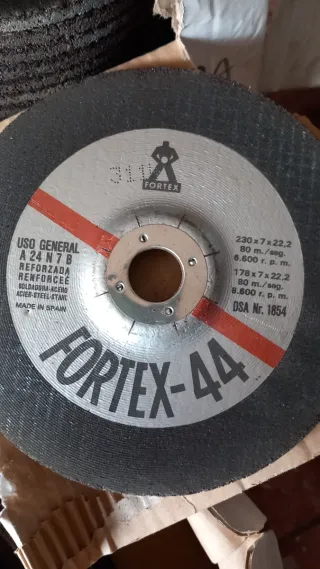 311
FORTEX
USO GENERAL
A 24 N 7 B
REFORZADA
RENFORCEE
SOLDADURA-ACERO
ACIER-STEEL-STAHL
MADE IN SPAIN
230 x 7 x 22,2
80 m./seg.
6.600 r. p. m.
178 x 7 x 22,2
80 m./seg.
8.600 r. p. m.
DSA Nr. 1854
FORTEX-44